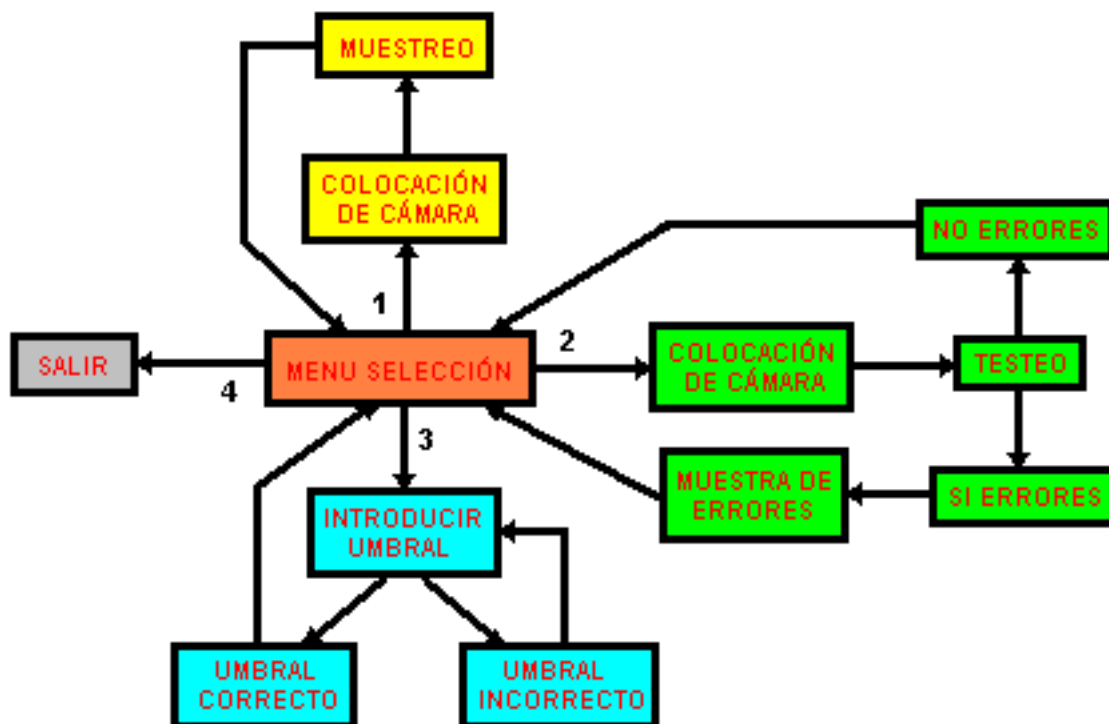 MUESTREO
COLOCACIÓN
DE CÁMARA
NO ERRORES
1
2
SALIR
MENU SELECCIÓN
COLOCACIÓN
DE CÁMARA
TESTEO
4
3
MUESTRA DE
ERRORES
SI ERRORES
INTRODUCIR
UMBRAL
UMBRAL
CORRECTO
UMBRAL
INCORRECTO